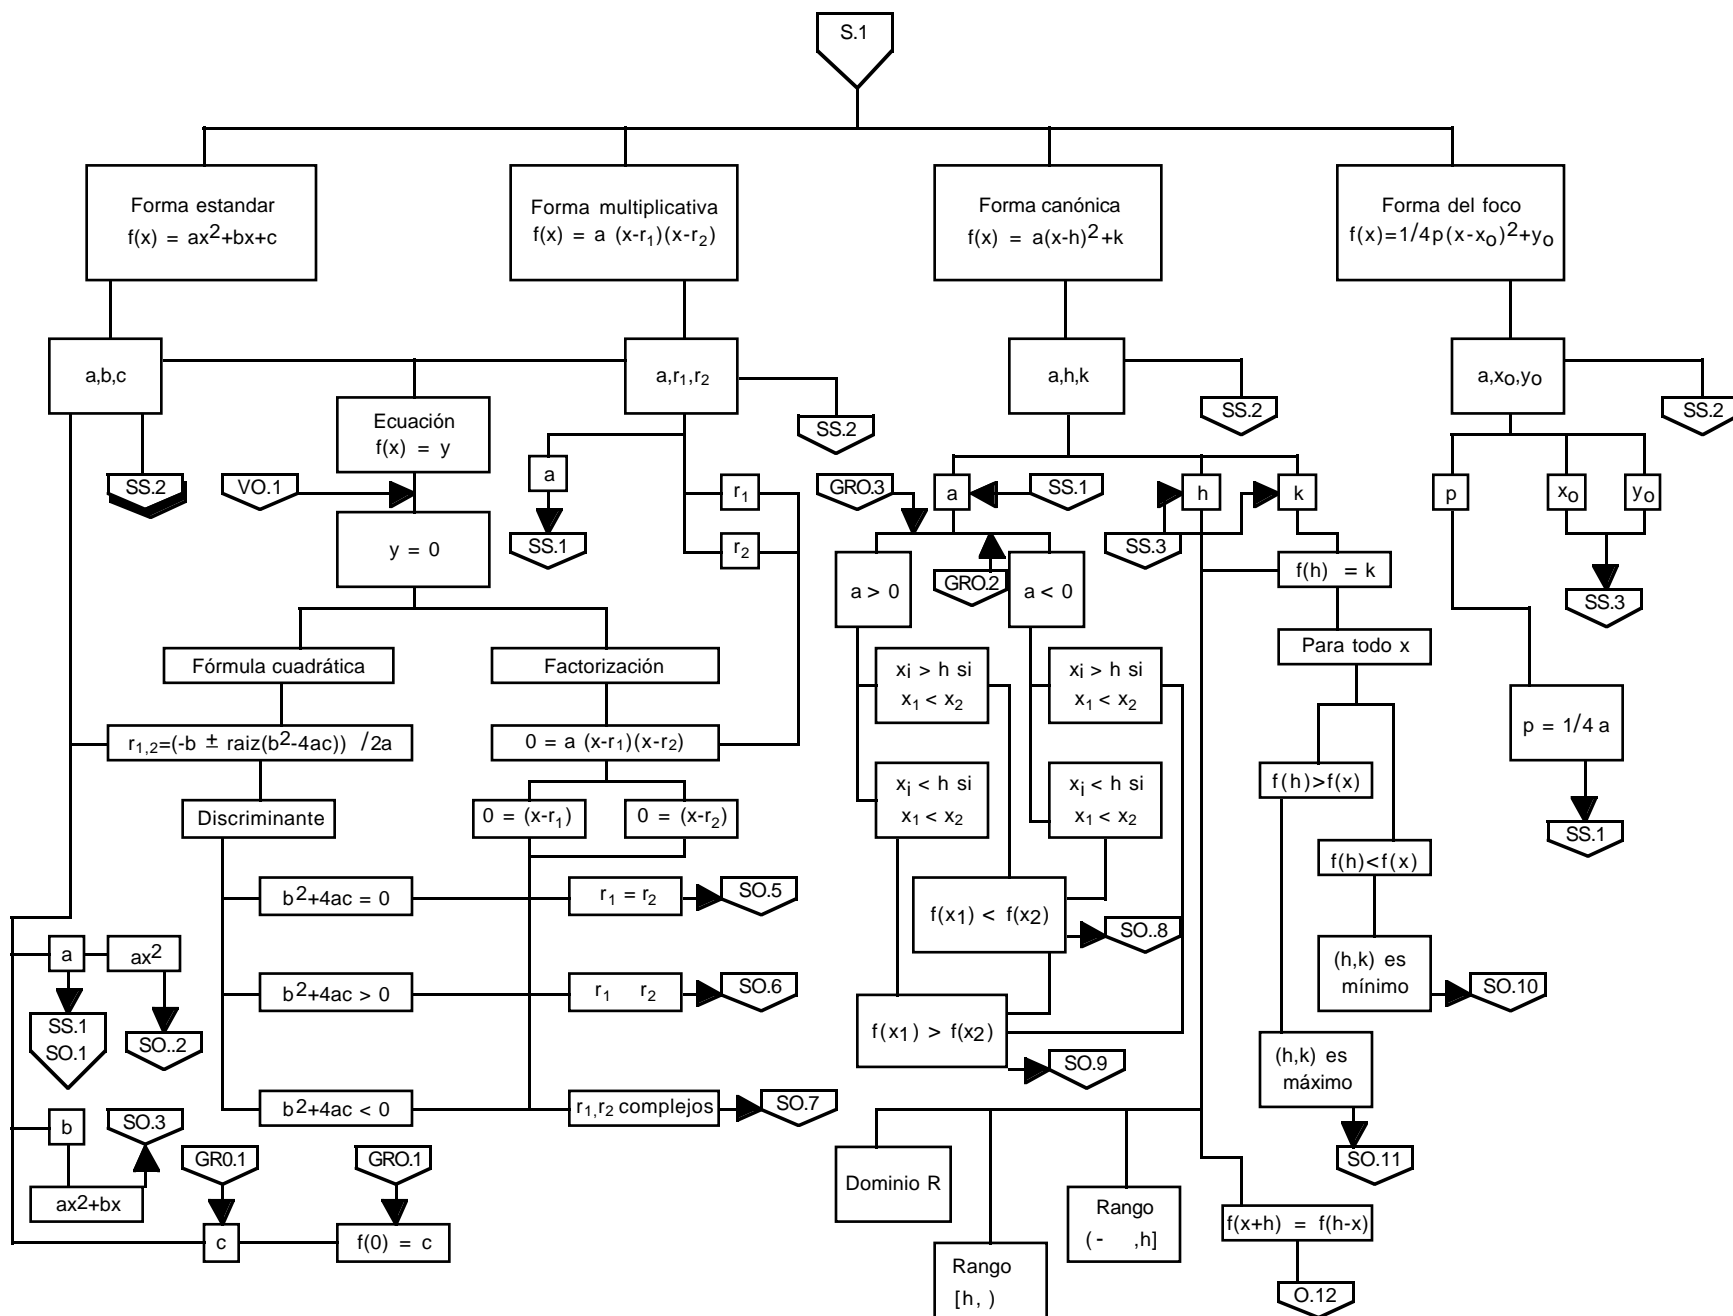 S.1
Forma estandar
f(x) = ax²+bx+c
Forma multiplicativa
f(x) = a (x-r₁)(x-r₂)
Forma canónica
f(x) = a(x-h)²+k
Forma del foco
f(x)=1/4p(x-xₒ)²+yₒ
a,b,c
a,r₁,r₂
a,h,k
a,xₒ,yₒ
Ecuación
f(x) = y
SS.2
SS.2
SS.2
SS.2
VO.1
a
r₁
GRO.3
a
SS.1
h
k
p
xₒ
yₒ
y = 0
SS.1
r₂
SS.3
GRO.2
a > 0
a < 0
f(h) = k
SS.3
Para todo x
Fórmula cuadrática
Factorización
xᵢ > h si
x₁ < x₂
xᵢ > h si
x₁ < x₂
r₁,₂=(-b ± raiz(b²-4ac)) /2a
0 = a (x-r₁)(x-r₂)
p = 1/4 a
f(h)>f(x)
xᵢ < h si
x₁ < x₂
xᵢ < h si
x₁ < x₂
Discriminante
0 = (x-r₁)
0 = (x-r₂)
SS.1
f(h)<f(x)
b²+4ac = 0
r₁ = r₂
SO.5
f(x₁) < f(x₂)
SO..8
a
ax²
(h,k) es
mínimo
SO.10
b²+4ac > 0
r₁ r₂
SO.6
SS.1
SO.1
SO..2
f(x₁) > f(x₂)
SO.9
(h,k) es
máximo
b²+4ac < 0
r₁,r₂ complejos
SO.7
b
SO.3
GR0.1
GRO.1
SO.11
Dominio R
ax²+bx
Rango
(- ,h]
f(x+h) = f(h-x)
c
f(0) = c
Rango
[h, )
O.12